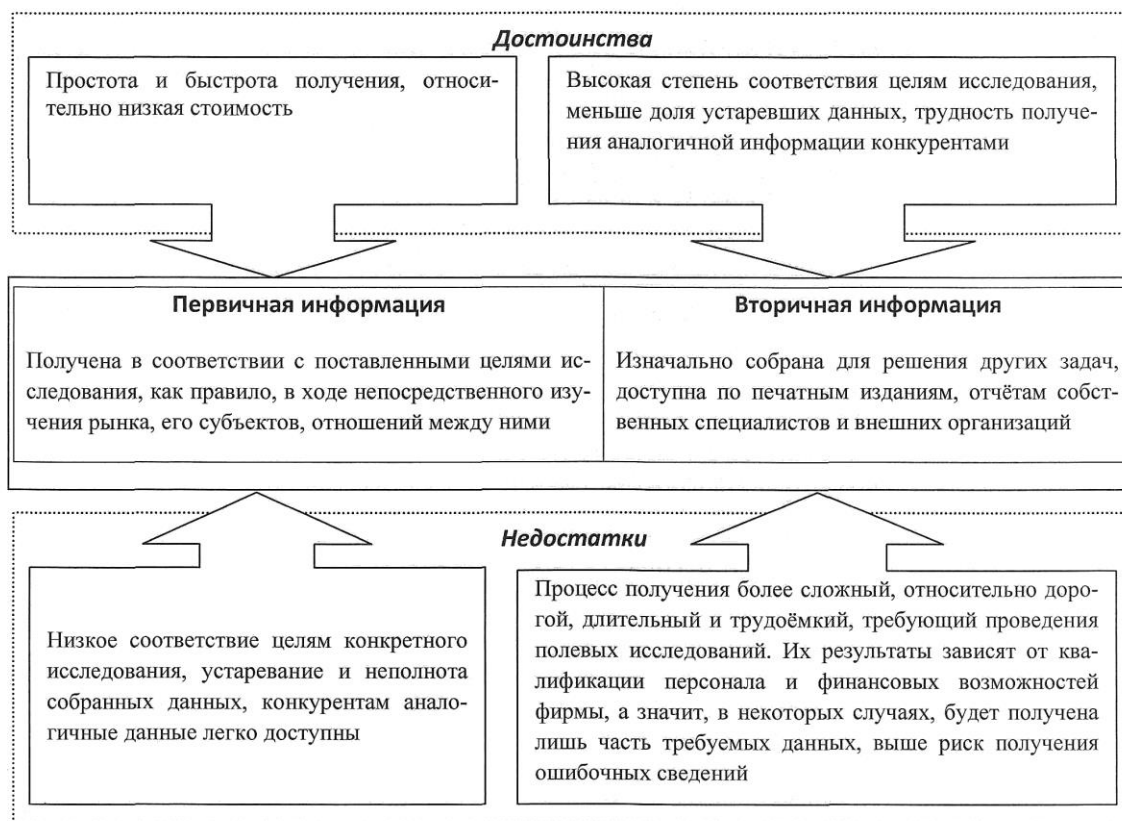 Достоинства
Простота и быстрота получения, относи-
тельно низкая стоимость
Высокая степень соответствия целям исследования,
меньше доля устаревших данных, трудность получе-
ния аналогичной информации конкурентами
Первичная информация
Получена в соответствии с поставленными целями ис-
следования, как правило, в ходе непосредственного изу-
чения рынка, его субъектов, отношений между ними
Вторичная информация
Изначально собрана для решения других задач,
доступна по печатным изданиям, отчётам собст-
венных специалистов и внешних организаций
Недостатки
Низкое соответствие целям конкретного
исследования, устаревание и неполнота
собранных данных, конкурентам анало-
гичные данные легко доступны
Процесс получения более сложный, относительно доро-
гой, длительный и трудоёмкий, требующий проведения
полевых исследований. Их результаты зависят от ква-
лификации персонала и финансовых возможностей
фирмы, а значит, в некоторых случаях, будет получена
лишь часть требуемых данных, выше риск получения
ошибочных сведений